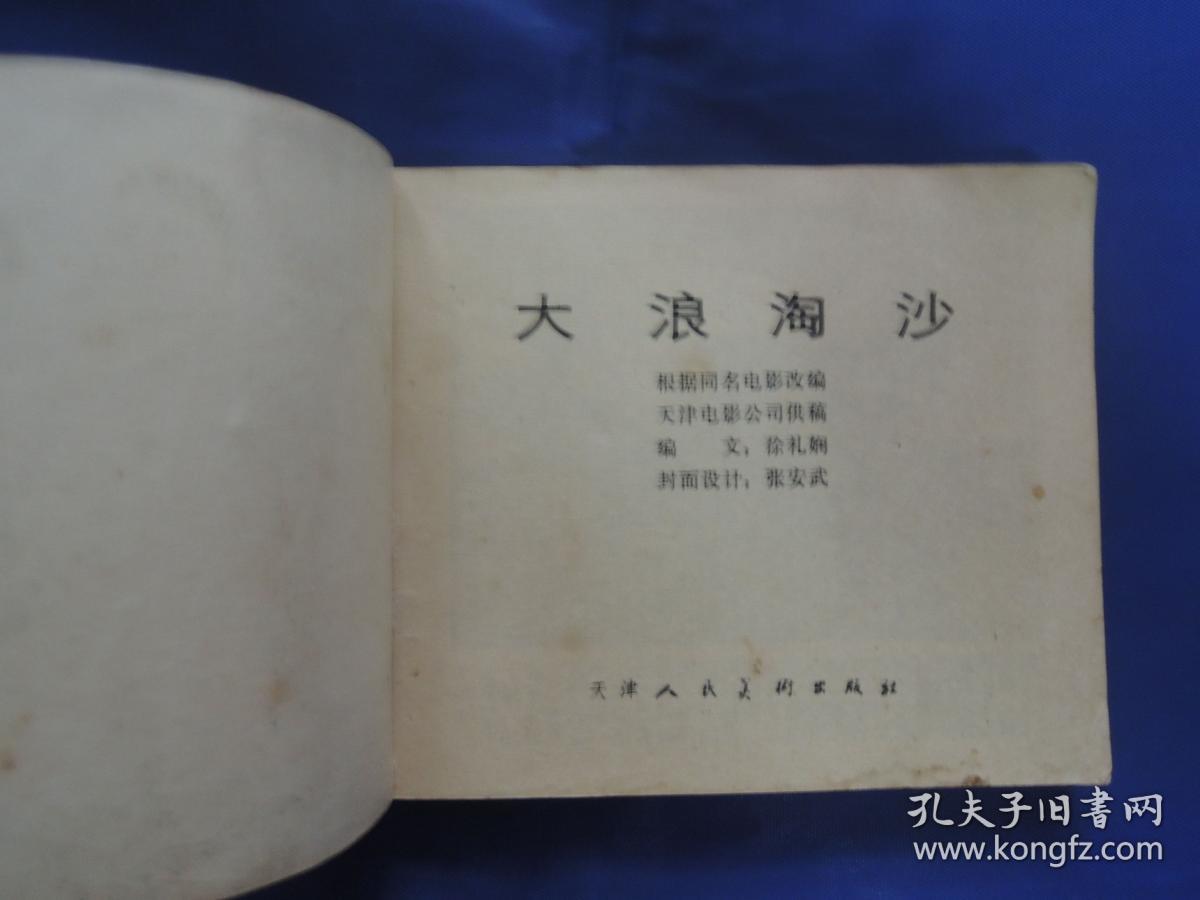 大浪淘沙
根据同名电影改编
天津电影公司供稿
编　文：徐礼娴
封面设计：张安武
天津人民美術出版社
孔夫子旧书网
www.kongfz.com